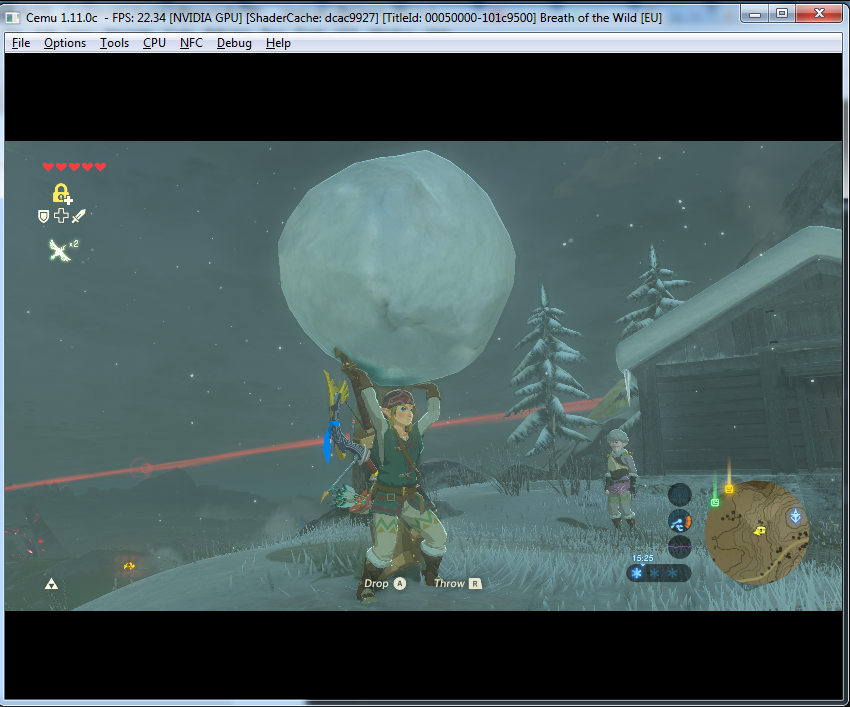 Cemu 1.11.0c - FPS: 22.34 [NVIDIA GPU] [ShaderCache: dcac9927] [TitleId: 00050000-101c9500] Breath of the Wild [EU]
File Options Tools CPU NFC Debug Help
x2
15:25
Drop A Throw R